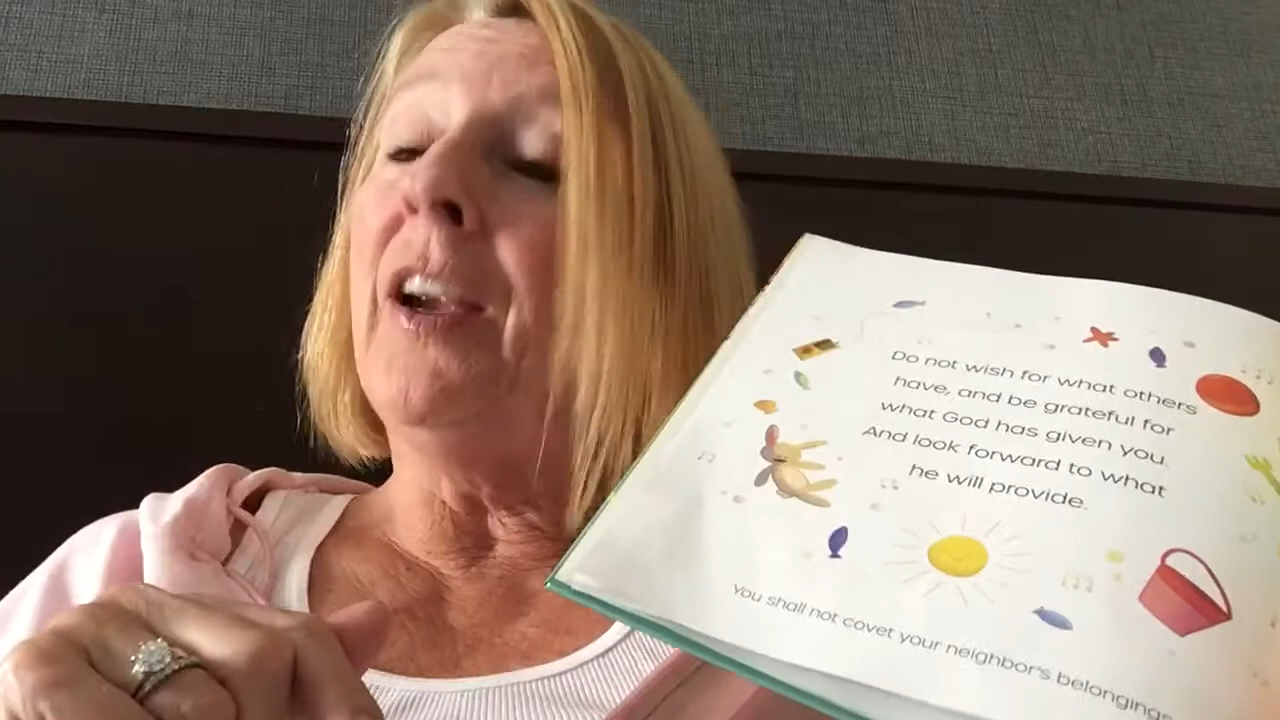 Do not wish for what others
have, and be grateful for
what God has given you.
And look forward to what
he will provide.
You shall not covet your neighbor's belongings